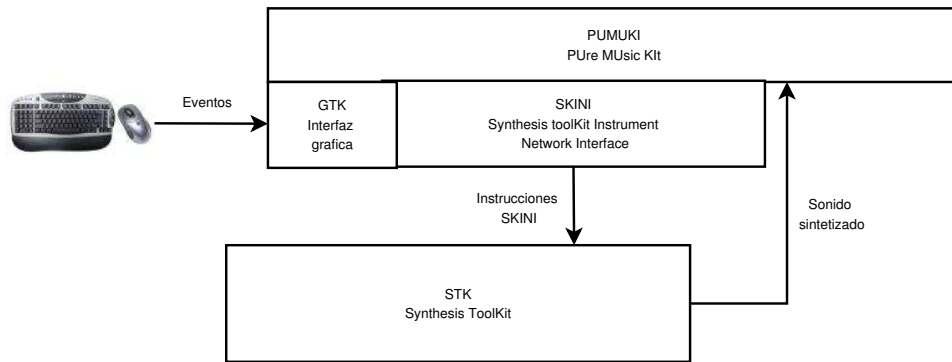 PUMUKI
PUre MUsic KIt
Eventos
GTK
Interfaz
grafica
SKINI
Synthesis toolKit Instrument
Network Interface
Instrucciones
SKINI
Sonido
sintetizado
STK
Synthesis ToolKit